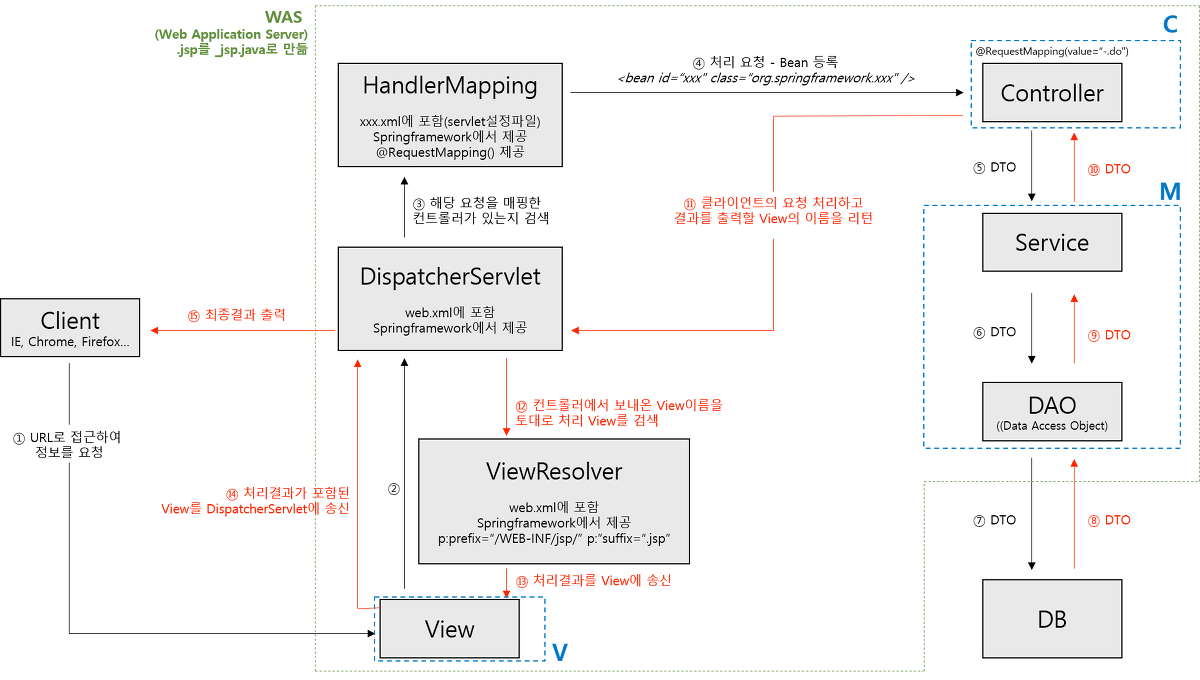 WAS
(Web Application Server)
.jsp를 _jsp.java로 만듦
C
@RequestMapping(value="-.do")
Controller
④ 처리 요청 - Bean 등록
<bean id="xxx" class="org.springframework.xxx" />
HandlerMapping
xxx.xml에 포함(servlet설정파일)
Springframework에서 제공
@RequestMapping() 제공
③ 해당 요청을 매핑한
컨트롤러가 있는지 검색
⑪ 클라이언트의 요청 처리하고
결과를 출력할 View의 이름을 리턴
⑤ DTO
⑩ DTO
M
Service
DispatcherServlet
web.xml에 포함
Springframework에서 제공
Client
IE, Chrome, Firefox...
⑮ 최종결과 출력
⑥ DTO
⑨ DTO
DAO
((Data Access Object)
⑫ 컨트롤러에서 보내온 View이름을
토대로 처리 View를 검색
① URL로 접근하여
정보를 요청
ViewResolver
web.xml에 포함
Springframework에서 제공
p:prefix="/WEB-INF/jsp/" p:"suffix=".jsp"
⑭ 처리결과가 포함된
View를 DispatcherServlet에 송신
②
⑦ DTO
⑧ DTO
⑬ 처리결과를 View에 송신
View
V
DB